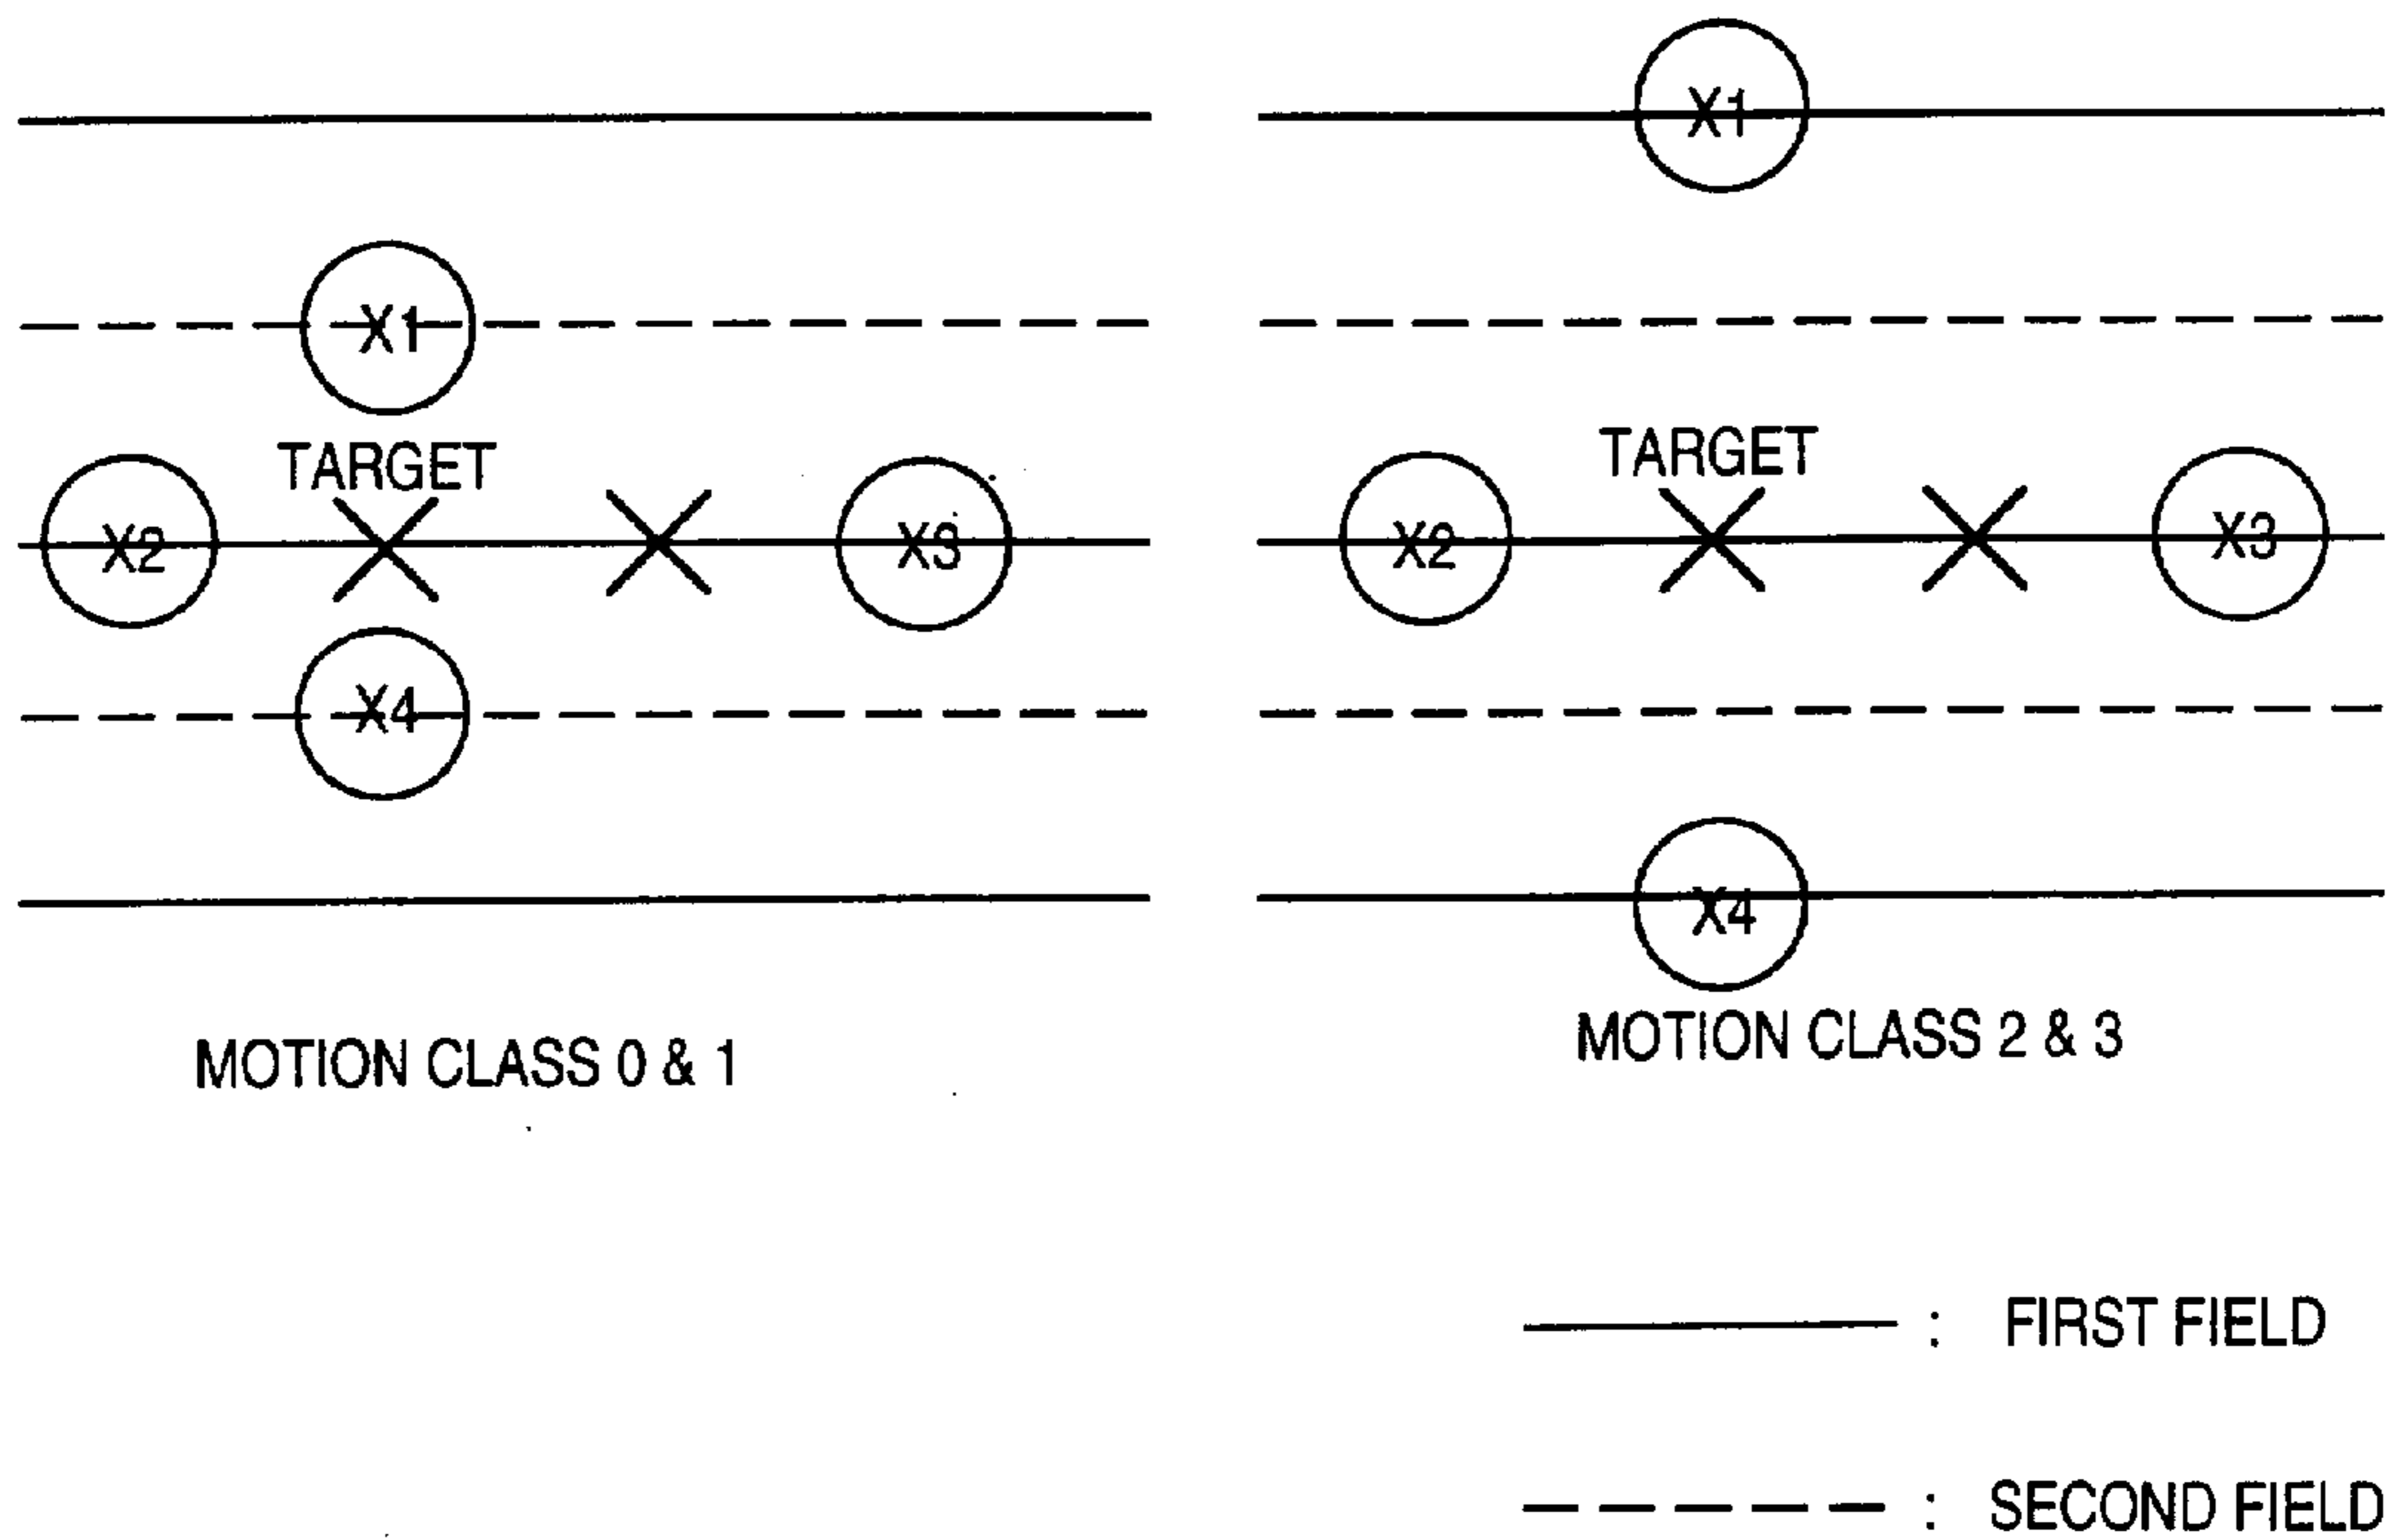 X1
X1
TARGET
TARGET
X2
X3
X2
X3
X4
X4
MOTION CLASS 0 & 1
MOTION CLASS 2 & 3
: FIRST FIELD
: SECOND FIELD